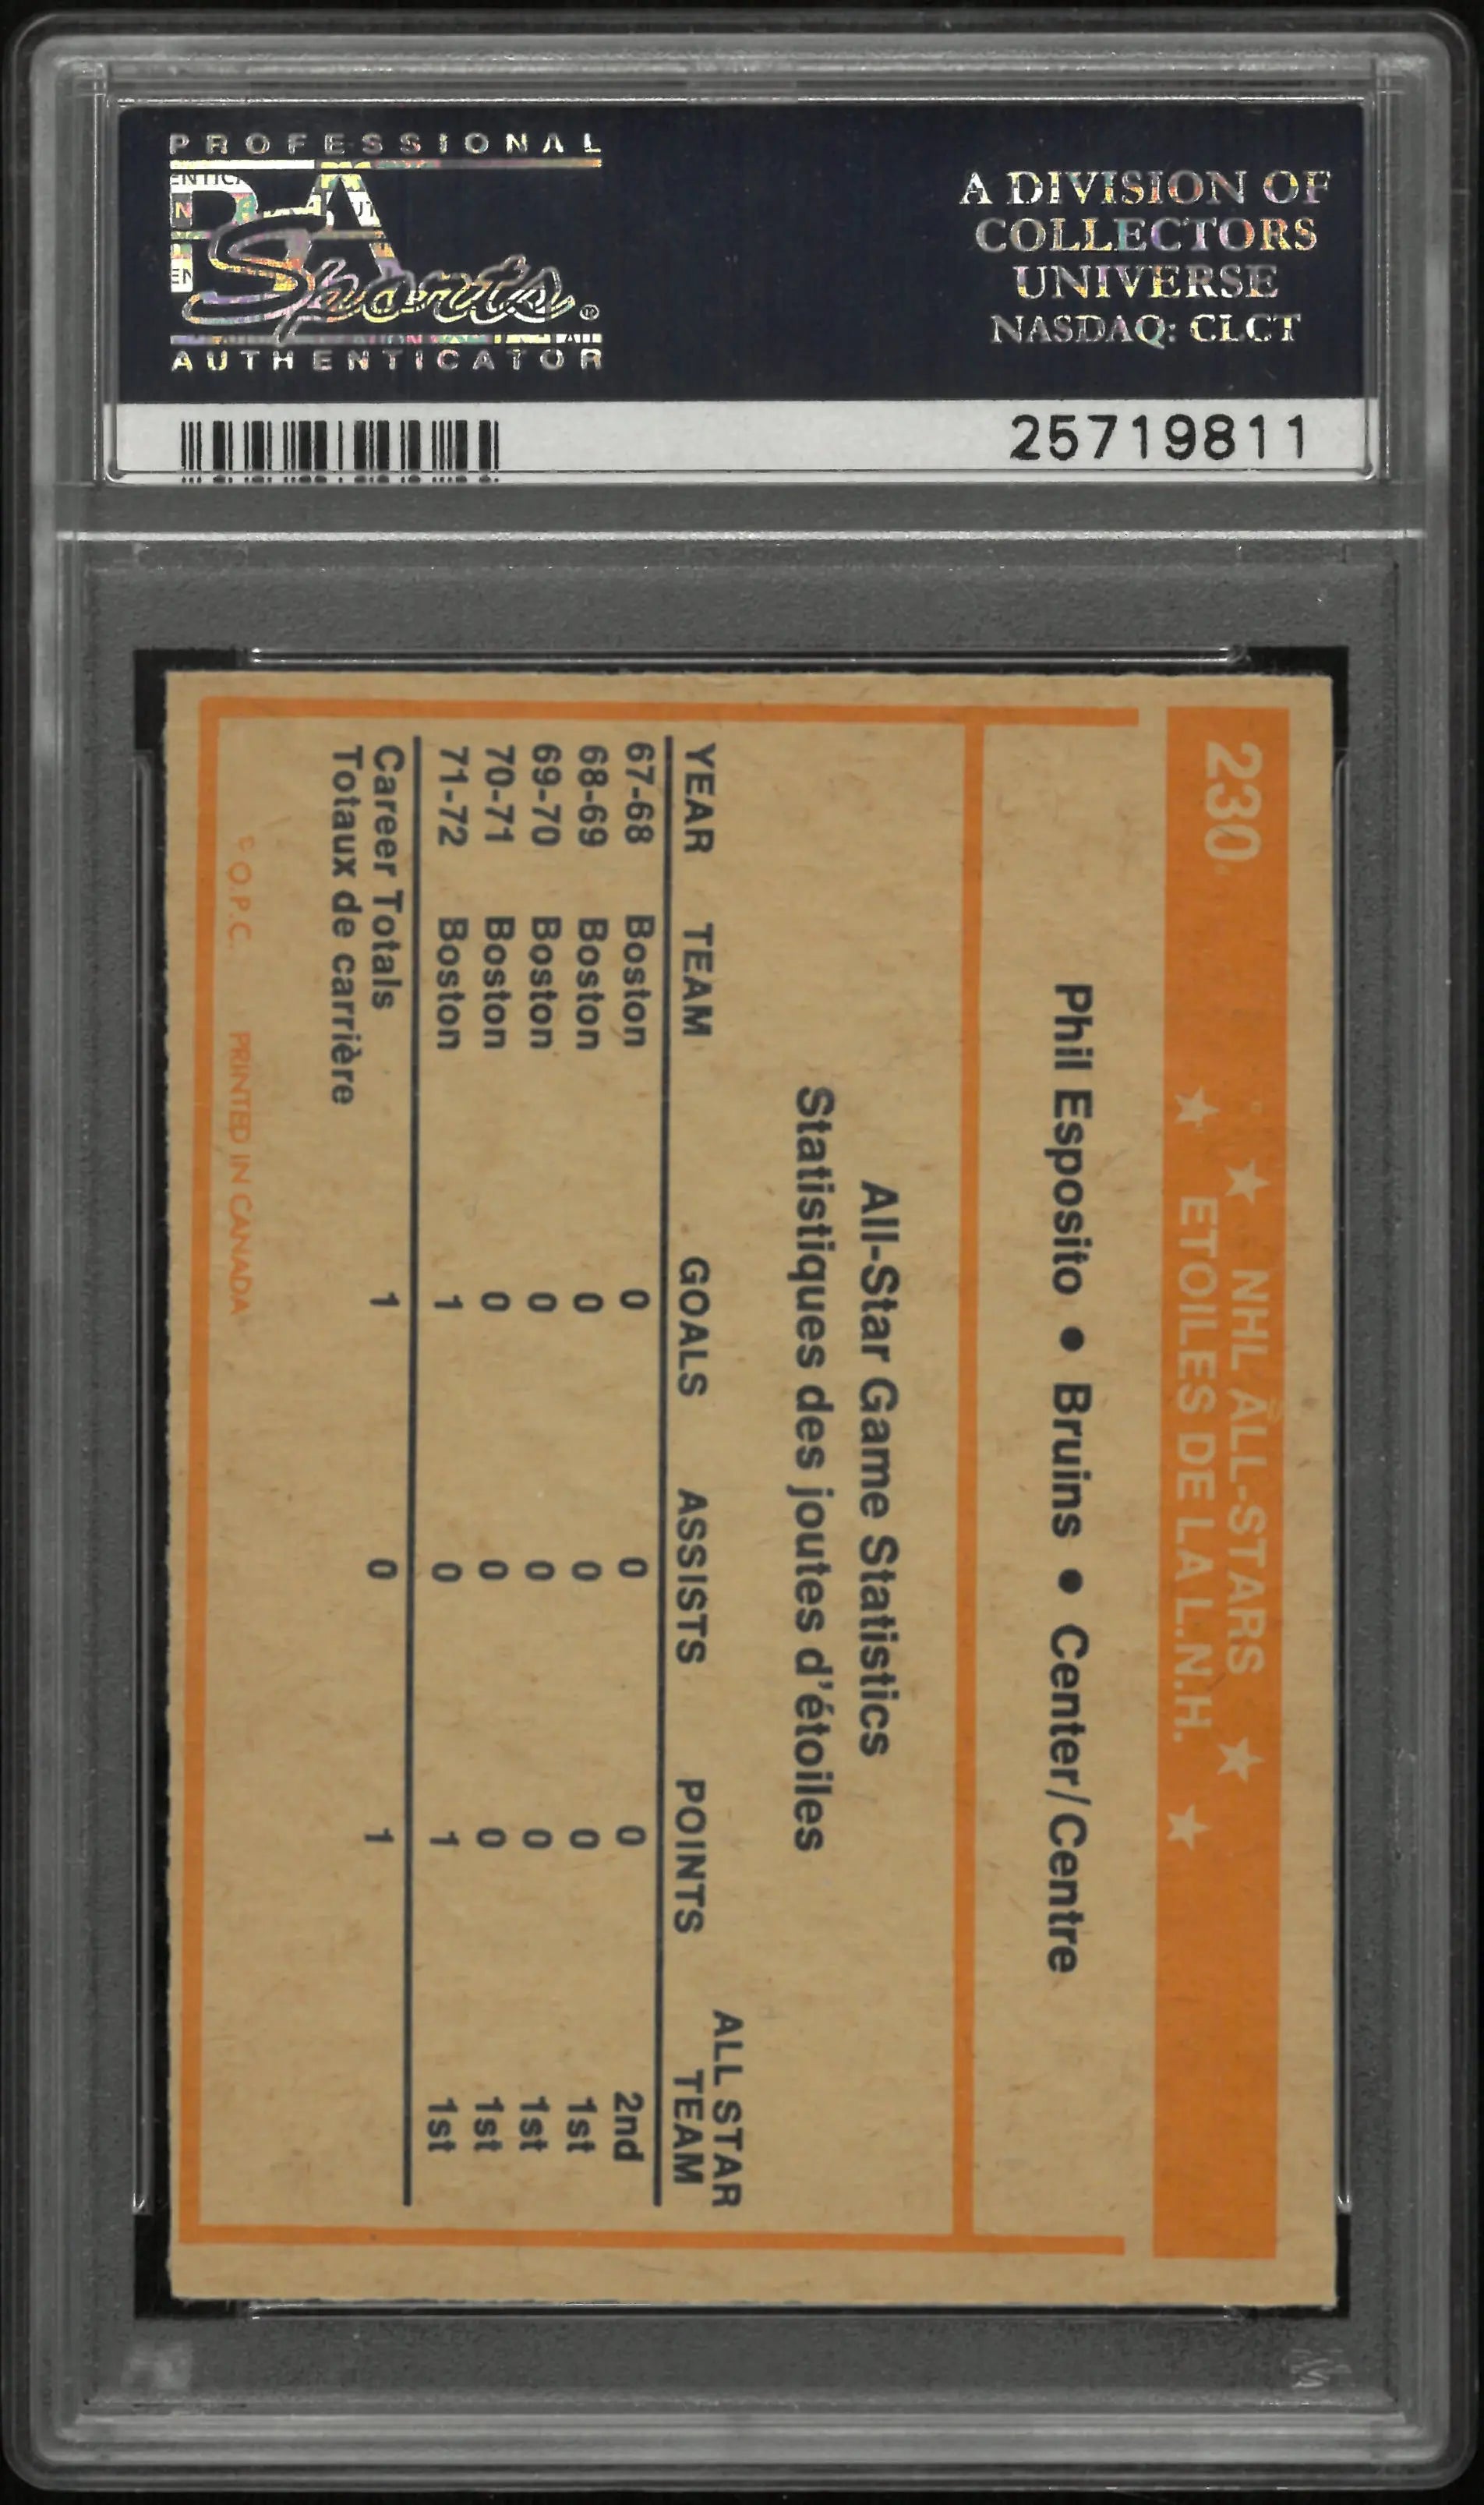 PROFESSIONAL
PSA
Sports®
AUTHENTICATOR
A DIVISION OF
COLLECTORS
UNIVERSE
NASDAQ: CLCT
25719811
230
★ NHL ALL-STARS ★
★ ETOILES DE LA L.N.H. ★
Phil Esposito • Bruins • Center/Centre
All-Star Game Statistics
Statistiques des joutes d'étoiles
YEAR TEAM GOALS ASSISTS POINTS ALL STAR TEAM
67-68 Boston 0 0 0 2nd
68-69 Boston 0 0 0 1st
69-70 Boston 0 0 0 1st
70-71 Boston 0 0 0 1st
71-72 Boston 1 0 1 1st
Career Totals 1 0 1
Totaux de carrière
© O.P.C. PRINTED IN CANADA